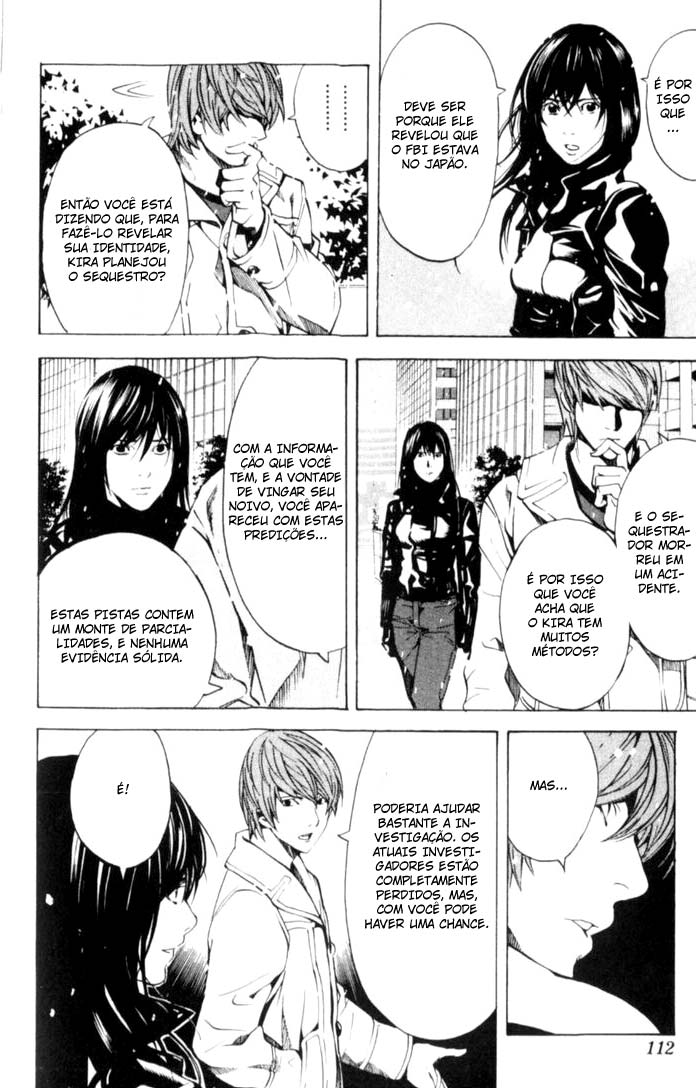 É POR
ISSO
QUE
...
DEVE SER
PORQUE ELE
REVELOU QUE
O FBI ESTAVA
NO JAPÃO.
........
ENTÃO VOCÊ ESTÁ
DIZENDO QUE, PARA
FAZÊ-LO REVELAR
SUA IDENTIDADE,
KIRA PLANEJOU
O SEQUESTRO?
E O SE-
QUESTRA-
DOR MOR-
REU EM
UM ACI-
DENTE.
É POR ISSO
QUE VOCÊ
ACHA QUE
O KIRA TEM
MUITOS
MÉTODOS?
COM A INFORMA-
ÇÃO QUE VOCÊ
TEM, E A VONTADE
DE VINGAR SEU
NOIVO, VOCÊ APA-
RECEU COM ESTAS
PREDIÇÕES...
ESTAS PISTAS CONTEM
UM MONTE DE PARCIA-
LIDADES, E NENHUMA
EVIDÊNCIA SÓLIDA.
MAS...
PODERIA AJUDAR
BASTANTE A IN-
VESTIGAÇÃO. OS
ATUAIS INVESTI-
GADORES ESTÃO
COMPLETAMENTE
PERDIDOS, MAS,
COM VOCÊ PODE
HAVER UMA CHANCE.
É!
112